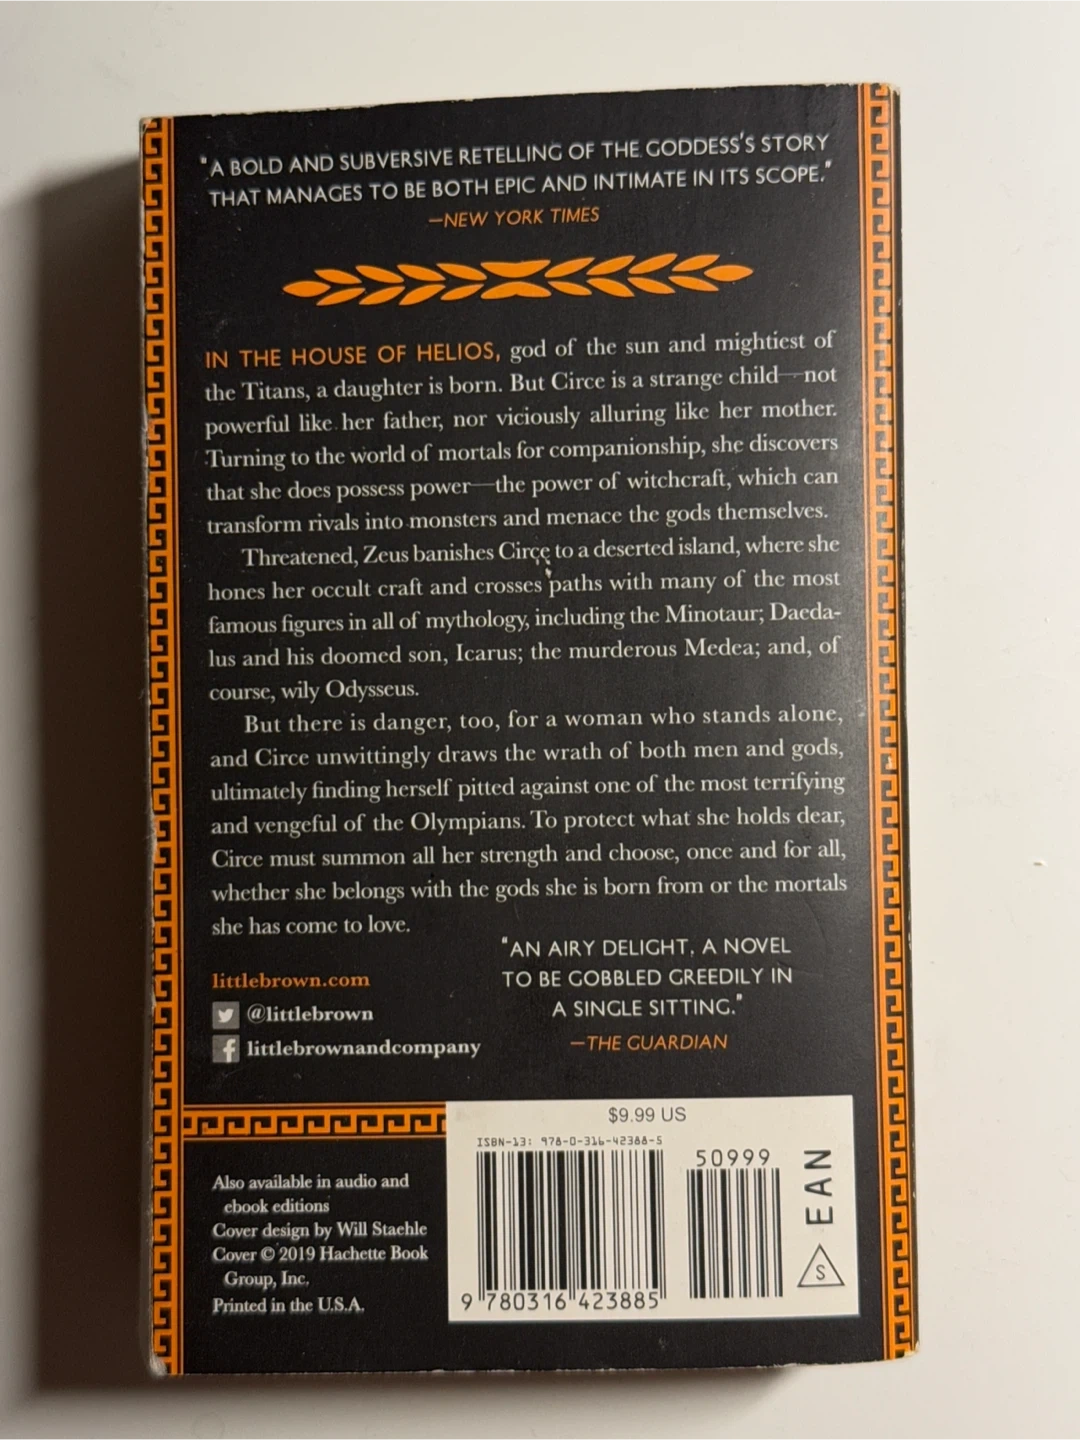 "A BOLD AND SUBVERSIVE RETELLING OF THE GODDESS'S STORY
THAT MANAGES TO BE BOTH EPIC AND INTIMATE IN ITS SCOPE."
—NEW YORK TIMES
IN THE HOUSE OF HELIOS, god of the sun and mightiest of
the Titans, a daughter is born. But Circe is a strange child—not
powerful like her father, nor viciously alluring like her mother.
Turning to the world of mortals for companionship, she discovers
that she does possess power—the power of witchcraft, which can
transform rivals into monsters and menace the gods themselves.
Threatened, Zeus banishes Circe to a deserted island, where she
hones her occult craft and crosses paths with many of the most
famous figures in all of mythology, including the Minotaur; Daeda-
lus and his doomed son, Icarus; the murderous Medea; and, of
course, wily Odysseus.
But there is danger, too, for a woman who stands alone,
and Circe unwittingly draws the wrath of both men and gods,
ultimately finding herself pitted against one of the most terrifying
and vengeful of the Olympians. To protect what she holds dear,
Circe must summon all her strength and choose, once and for all,
whether she belongs with the gods she is born from or the mortals
she has come to love.
"AN AIRY DELIGHT, A NOVEL
TO BE GOBBLED GREEDILY IN
A SINGLE SITTING."
—THE GUARDIAN
littlebrown.com
@littlebrown
littlebrownandcompany
Also available in audio and
ebook editions
Cover design by Will Staehle
Cover © 2019 Hachette Book
Group, Inc.
Printed in the U.S.A.
$9.99 US
ISBN-13: 978-0-316-42388-5
50999
9 780316 423885
EAN
S